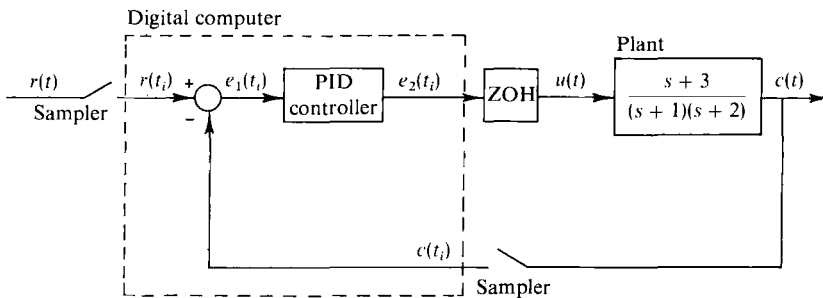 Digital computer
Plant
r(t)
r(t_i)
+
−
e_1(t_i)
PID
controller
e_2(t_i)
ZOH
u(t)
s + 3
(s + 1)(s + 2)
c(t)
Sampler
c(t_i)
Sampler